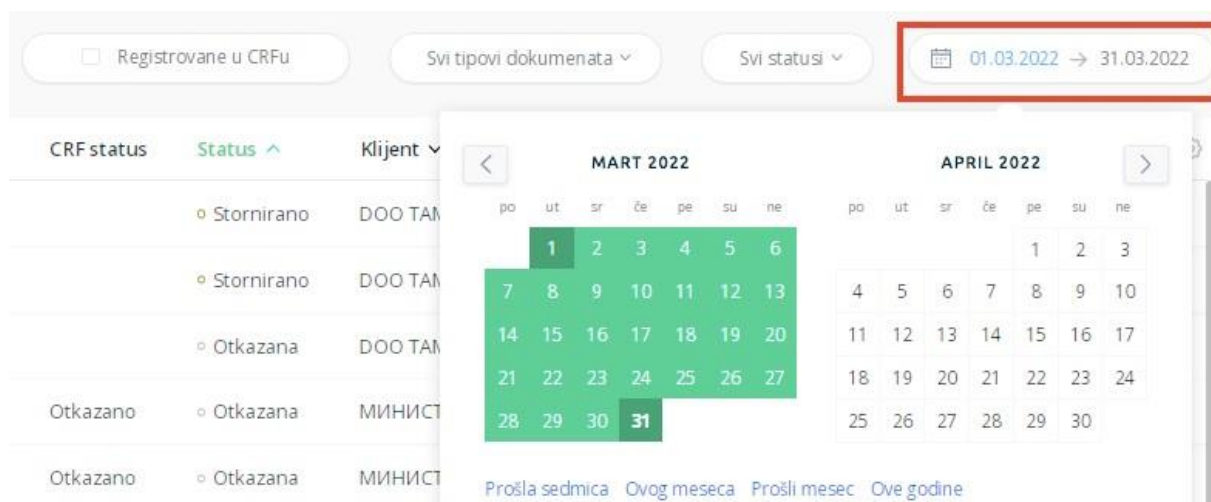 Registrovane u CRFu Svi tipovi dokumenata Svi statusi 01.03.2022 → 31.03.2022
CRF status Status Klijent
MART 2022 APRIL 2022
po ut sr če pe su ne po ut sr če pe su ne
Stornirano DOO TAM
1 2 3 4 5 6 1 2 3
Stornirano DOO TAM
7 8 9 10 11 12 13 4 5 6 7 8 9 10
14 15 16 17 18 19 20 11 12 13 14 15 16 17
Otkazana DOO TAM
21 22 23 24 25 26 27 18 19 20 21 22 23 24
Otkazano Otkazana МИНИСТ
28 29 30 31 25 26 27 28 29 30
Otkazano Otkazana МИНИСТ
Prošla sedmica Ovog meseca Prošli mesec Ove godine